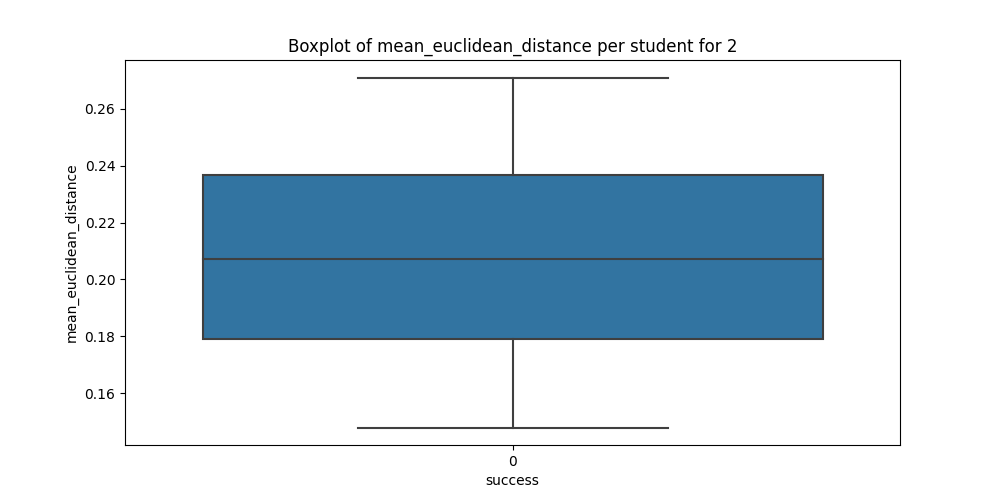 Boxplot of mean_euclidean_distance per student for 2
mean_euclidean_distance
0.26
0.24
0.22
0.20
0.18
0.16
0
success